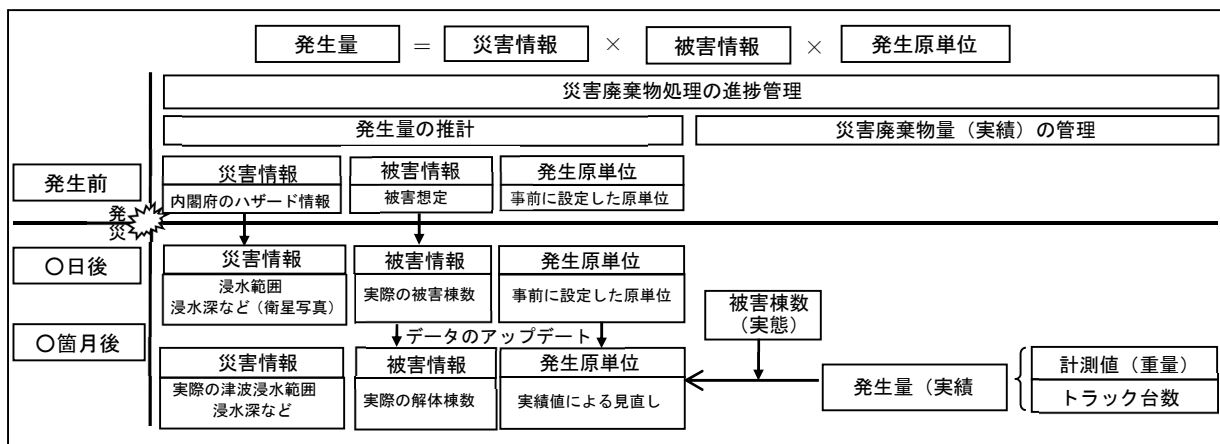 発生量 = 災害情報 × 被害情報 × 発生原単位
災害廃棄物処理の進捗管理
発生量の推計 災害廃棄物量（実績）の管理
発生前
災害情報 被害情報 発生原単位
内閣府のハザード情報 被害想定 事前に設定した原単位
発
災
〇日後
災害情報 被害情報 発生原単位
浸水範囲
浸水深など（衛星写真） 実際の被害棟数 事前に設定した原単位
被害棟数
（実態）
〇箇月後
データのアップデート
災害情報 被害情報 発生原単位
実際の津波浸水範囲
浸水深など 実際の解体棟数 実績値による見直し
発生量（実績
計測値（重量）
トラック台数